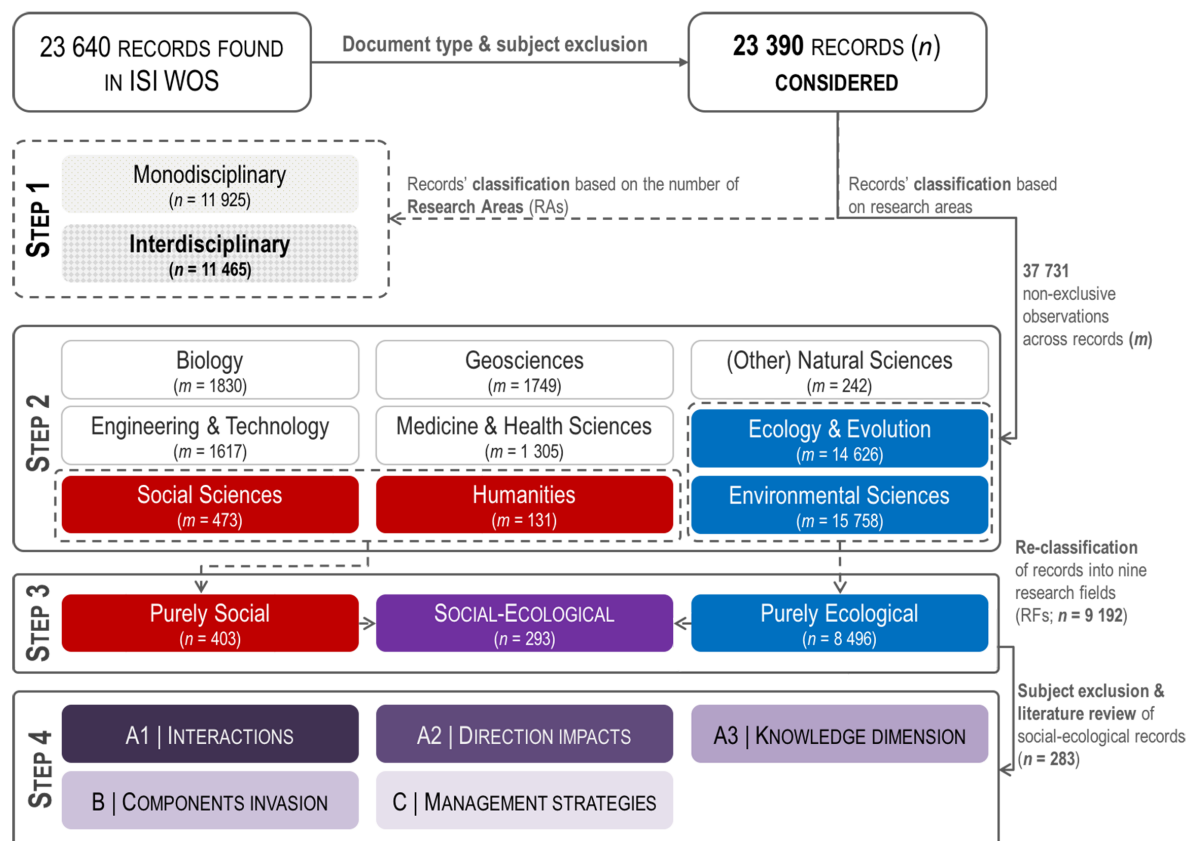 23 640 RECORDS FOUND
IN ISI WOS
Document type & subject exclusion
23 390 RECORDS (n)
CONSIDERED
STEP 1
Monodisciplinary
(n = 11 925)
Interdisciplinary
(n = 11 465)
Records' classification based on the number of
Research Areas (RAs)
Records' classification based
on research areas
37 731
non-exclusive
observations
across records (m)
STEP 2
Biology
(m = 1830)
Geosciences
(m = 1749)
(Other) Natural Sciences
(m = 242)
Engineering & Technology
(m = 1617)
Medicine & Health Sciences
(m = 1 305)
Ecology & Evolution
(m = 14 626)
Social Sciences
(m = 473)
Humanities
(m = 131)
Environmental Sciences
(m = 15 758)
Re-classification
of records into nine
research fields
(RFs; n = 9 192)
STEP 3
Purely Social
(n = 403)
SOCIAL-ECOLOGICAL
(n = 293)
Purely Ecological
(n = 8 496)
Subject exclusion &
literature review of
social-ecological records
(n = 283)
STEP 4
A1 | INTERACTIONS
A2 | DIRECTION IMPACTS
A3 | KNOWLEDGE DIMENSION
B | COMPONENTS INVASION
C | MANAGEMENT STRATEGIES